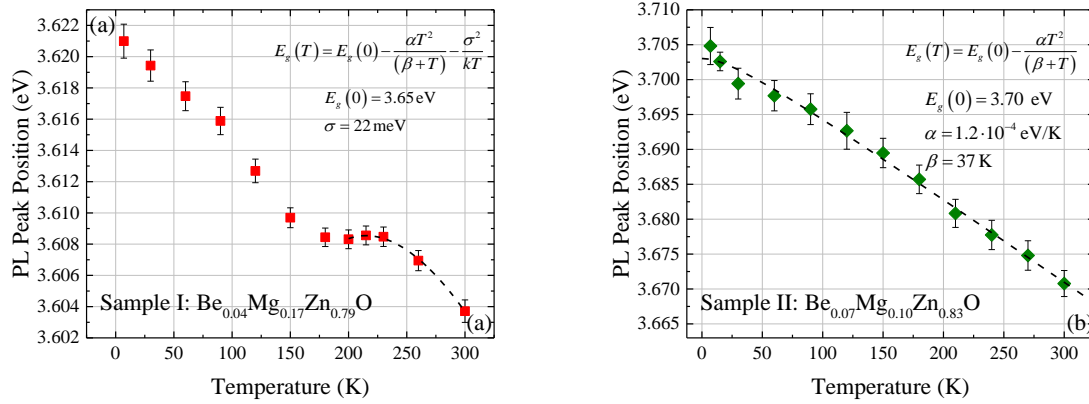 (a)
3.622
3.620
3.618
3.616
3.614
3.612
3.610
3.608
3.606
3.604
3.602
PL Peak Position (eV)
E_g(T) = E_g(0) − αT²/(β+T) − σ²/kT
E_g(0) = 3.65 eV
σ = 22 meV
Sample I: Be₀.₀₄Mg₀.₁₇Zn₀.₇₉O
(a)
0 50 100 150 200 250 300
Temperature (K)
3.710
3.705
3.700
3.695
3.690
3.685
3.680
3.675
3.670
3.665
PL Peak Position (eV)
E_g(T) = E_g(0) − αT²/(β+T)
E_g(0) = 3.70 eV
α = 1.2·10⁻⁴ eV/K
β = 37 K
Sample II: Be₀.₀₇Mg₀.₁₀Zn₀.₈₃O
(b)
0 50 100 150 200 250 300
Temperature (K)